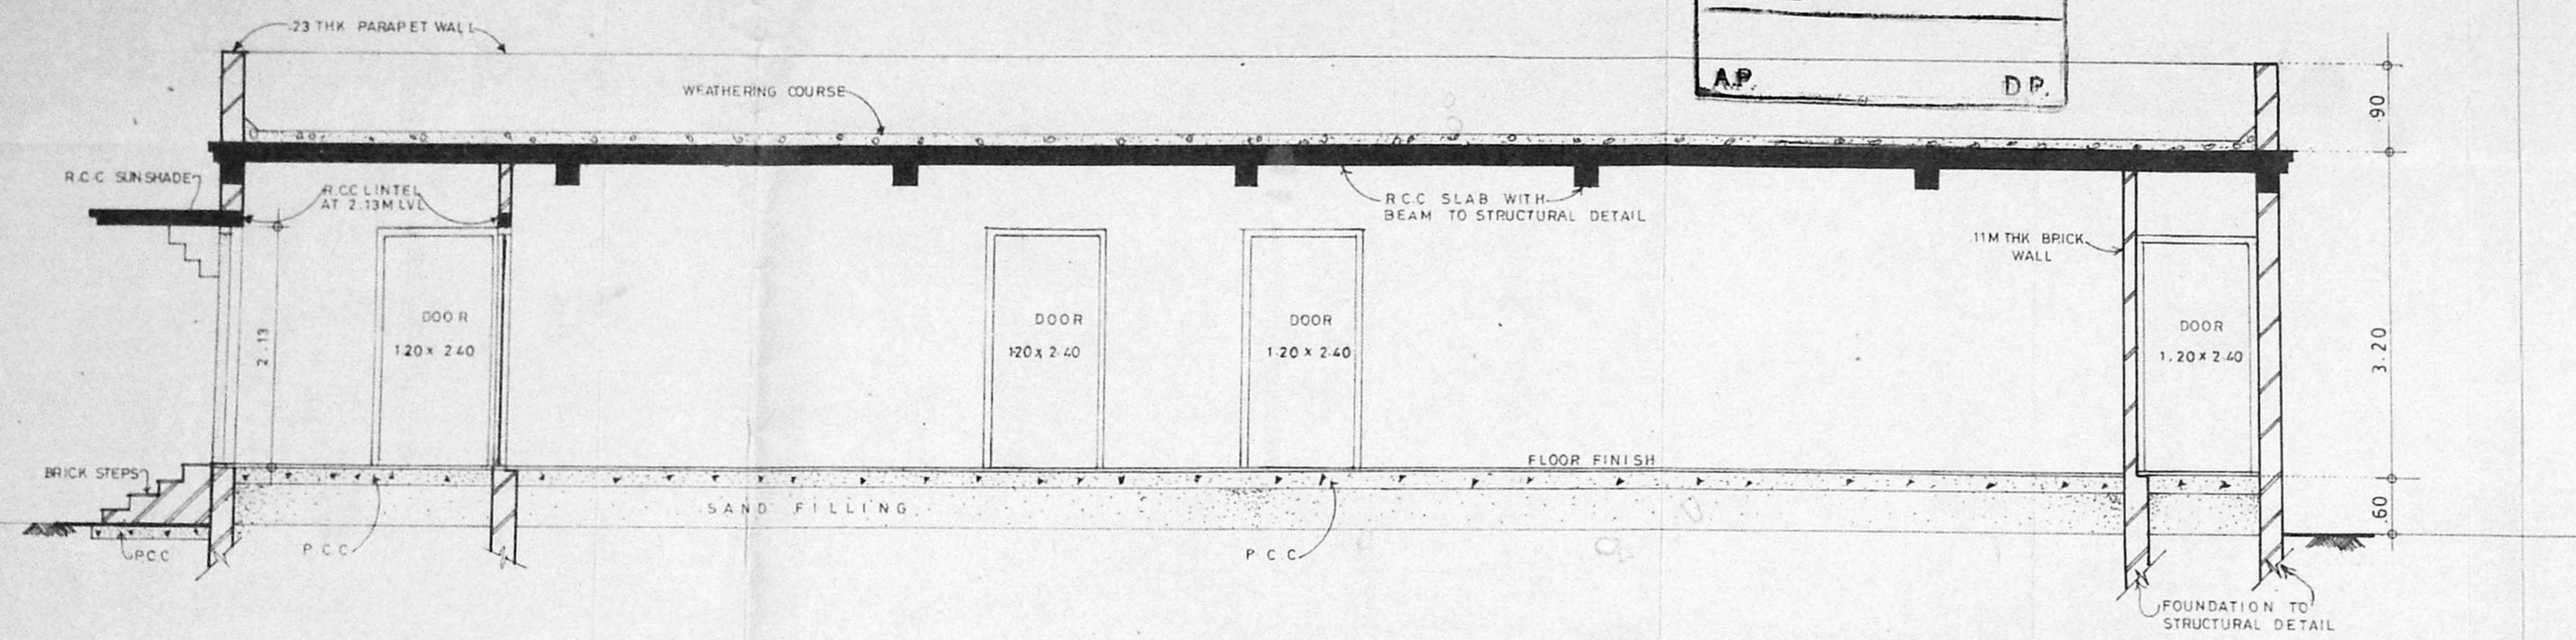 .23 THK PARAPET WALL
A.P. D.P.
WEATHERING COURSE
.90
R.C.C SUNSHADE
R.CC LINTEL
AT 2.13M LVL
R.C.C SLAB WITH
BEAM TO STRUCTURAL DETAIL
.11M THK BRICK
WALL
2.13
DOOR
1.20 x 2.40
DOOR
1.20 x 2.40
DOOR
1.20 x 2.40
DOOR
1.20 x 2.40
3.20
BRICK STEPS
FLOOR FINISH
SAND FILLING
.60
P.C.C
P.C.C
P.C.C
FOUNDATION TO
STRUCTURAL DETAIL